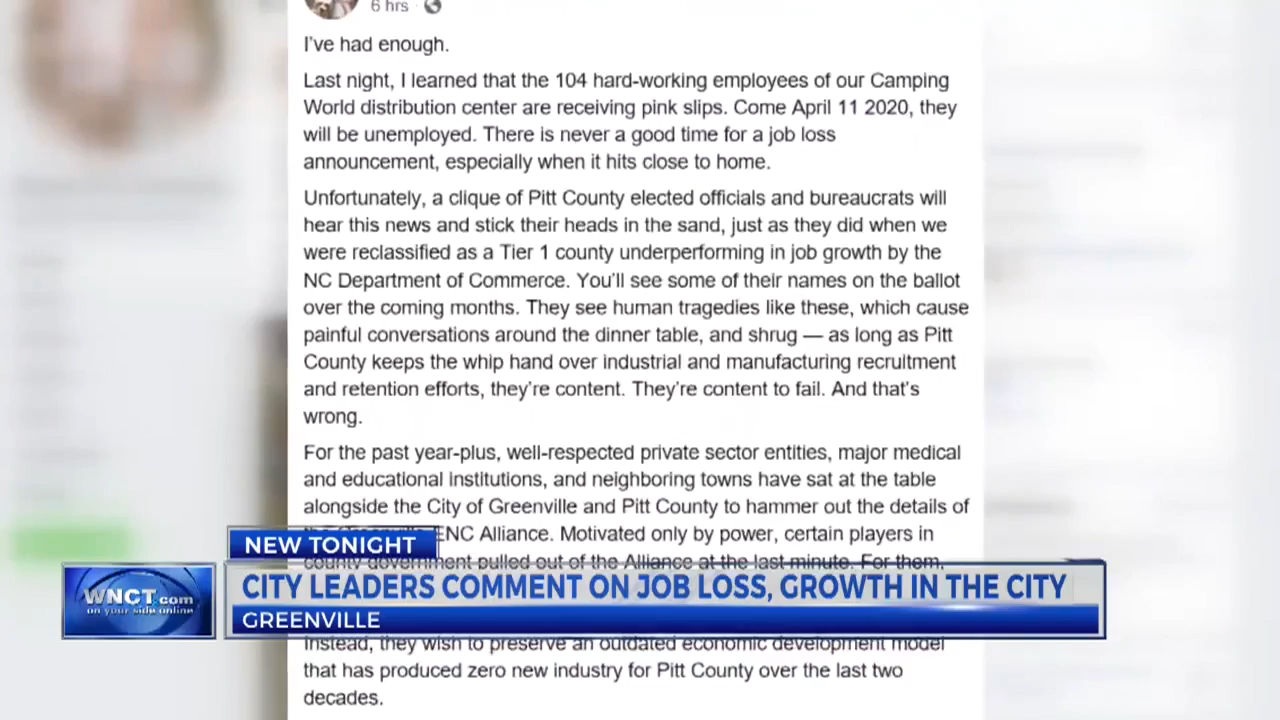 6 hrs ·
I've had enough.
Last night, I learned that the 104 hard-working employees of our Camping
World distribution center are receiving pink slips. Come April 11 2020, they
will be unemployed. There is never a good time for a job loss
announcement, especially when it hits close to home.
Unfortunately, a clique of Pitt County elected officials and bureaucrats will
hear this news and stick their heads in the sand, just as they did when we
were reclassified as a Tier 1 county underperforming in job growth by the
NC Department of Commerce. You'll see some of their names on the ballot
over the coming months. They see human tragedies like these, which cause
painful conversations around the dinner table, and shrug — as long as Pitt
County keeps the whip hand over industrial and manufacturing recruitment
and retention efforts, they're content. They're content to fail. And that's
wrong.
For the past year-plus, well-respected private sector entities, major medical
and educational institutions, and neighboring towns have sat at the table
alongside the City of Greenville and Pitt County to hammer out the details of
the Greenville ENC Alliance. Motivated only by power, certain players in
county government pulled out of the Alliance at the last minute. For them,
NEW TONIGHT
CITY LEADERS COMMENT ON JOB LOSS, GROWTH IN THE CITY
GREENVILLE
WNCT.com
on your side online
Instead, they wish to preserve an outdated economic development model
that has produced zero new industry for Pitt County over the last two
decades.